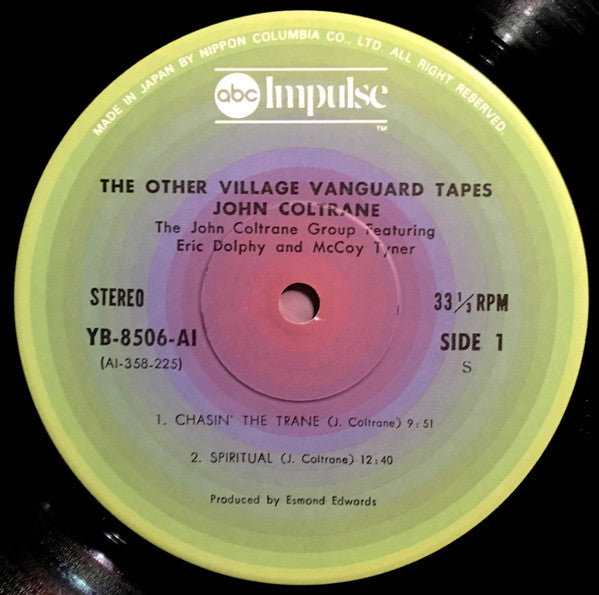 MADE IN JAPAN BY NIPPON COLUMBIA CO., LTD. ALL RIGHT RESERVED.
abc Impulse
TM
THE OTHER VILLAGE VANGUARD TAPES
JOHN COLTRANE
The John Coltrane Group Featuring
Eric Dolphy and McCoy Tyner
STEREO
33 1/3 RPM
YB-8506-AI
SIDE 1
(AI-358-225)
S
1. CHASIN' THE TRANE (J. Coltrane) 9:51
2. SPIRITUAL (J. Coltrane) 12:40
Produced by Esmond Edwards